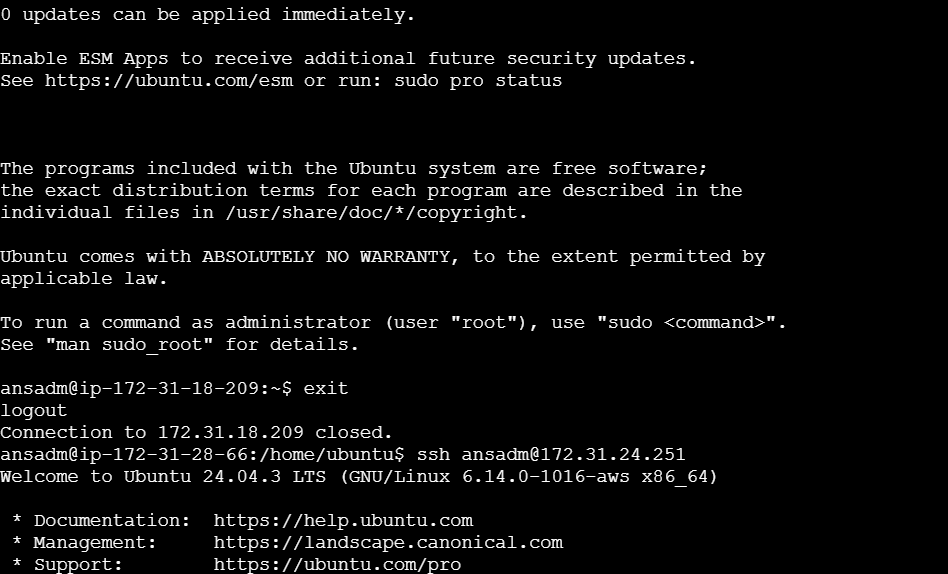 0 updates can be applied immediately.
Enable ESM Apps to receive additional future security updates.
See https://ubuntu.com/esm or run: sudo pro status
The programs included with the Ubuntu system are free software;
the exact distribution terms for each program are described in the
individual files in /usr/share/doc/*/copyright.
Ubuntu comes with ABSOLUTELY NO WARRANTY, to the extent permitted by
applicable law.
To run a command as administrator (user "root"), use "sudo <command>".
See "man sudo_root" for details.
ansadm@ip-172-31-18-209:~$ exit
logout
Connection to 172.31.18.209 closed.
ansadm@ip-172-31-28-66:/home/ubuntu$ ssh ansadm@172.31.24.251
Welcome to Ubuntu 24.04.3 LTS (GNU/Linux 6.14.0-1016-aws x86_64)
* Documentation:  https://help.ubuntu.com
* Management:     https://landscape.canonical.com
* Support:        https://ubuntu.com/pro